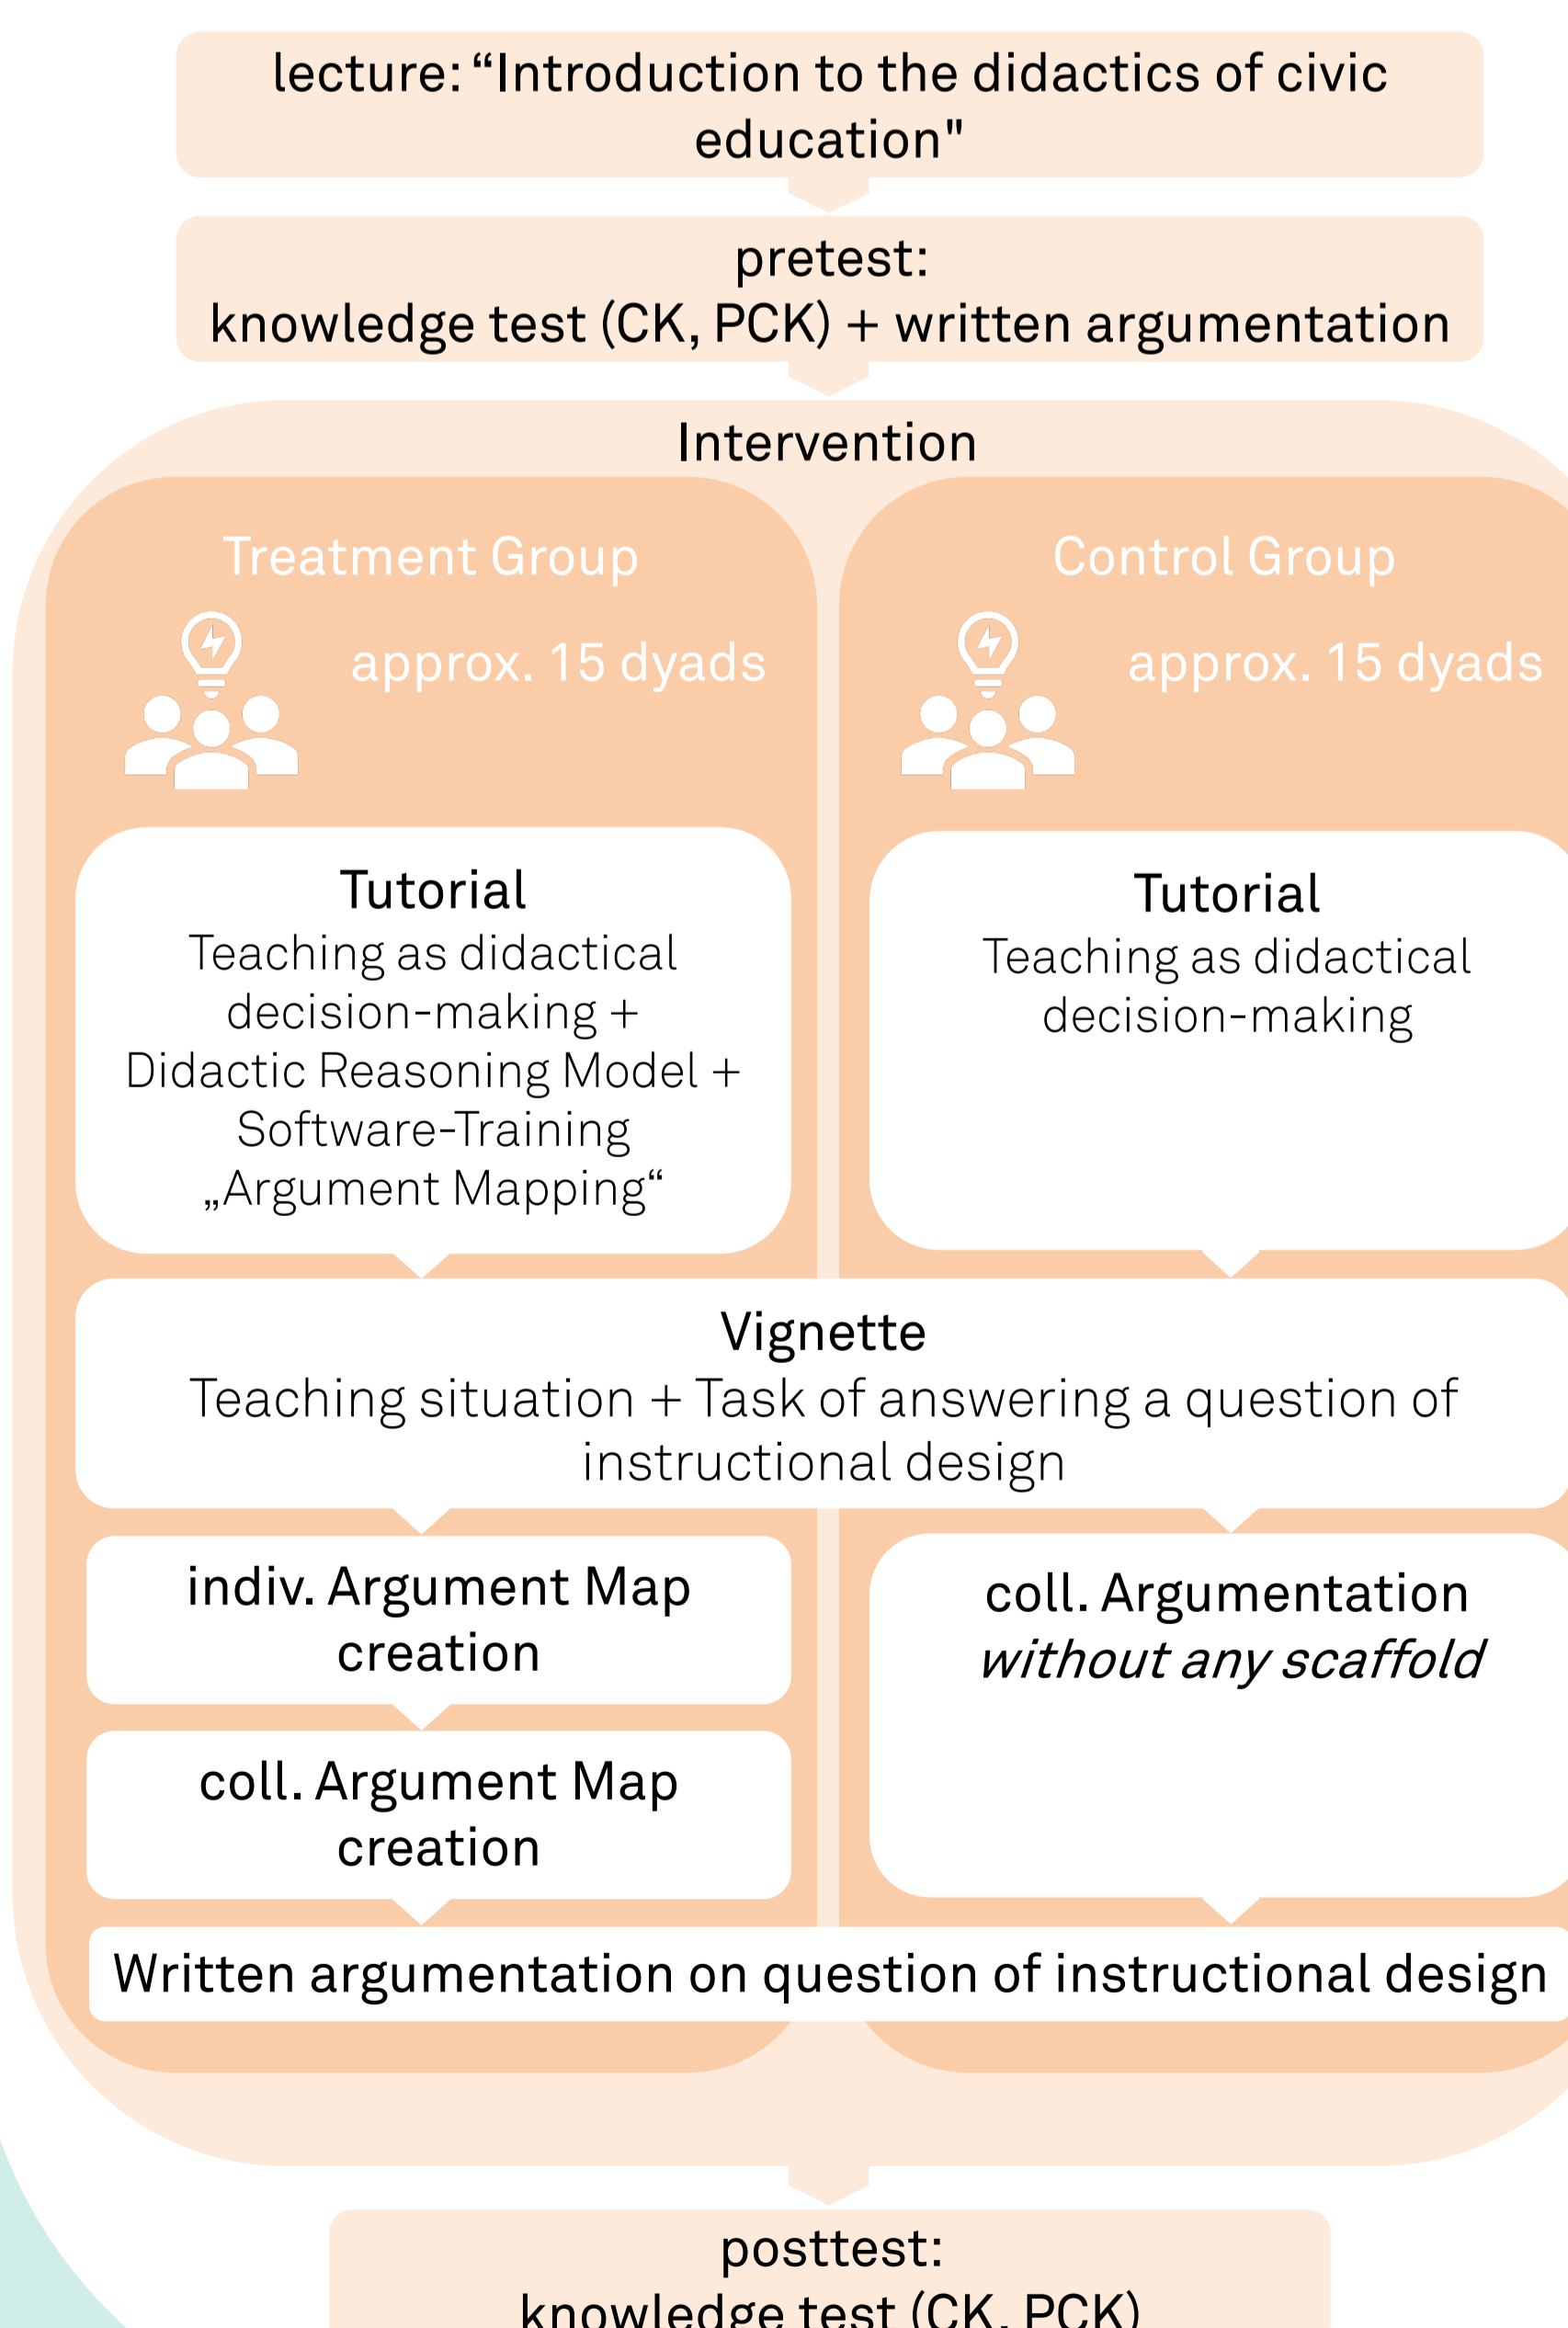 lecture: “Introduction to the didactics of civic
education"
pretest:
knowledge test (CK, PCK) + written argumentation
Intervention
Treatment Group
approx. 15 dyads
Tutorial
Teaching as didactical
decision-making +
Didactic Reasoning Model +
Software-Training
„Argument Mapping“
Control Group
approx. 15 dyads
Tutorial
Teaching as didactical
decision-making
Vignette
Teaching situation + Task of answering a question of
instructional design
indiv. Argument Map
creation
coll. Argument Map
creation
coll. Argumentation
without any scaffold
Written argumentation on question of instructional design
posttest:
knowledge test (CK, PCK)